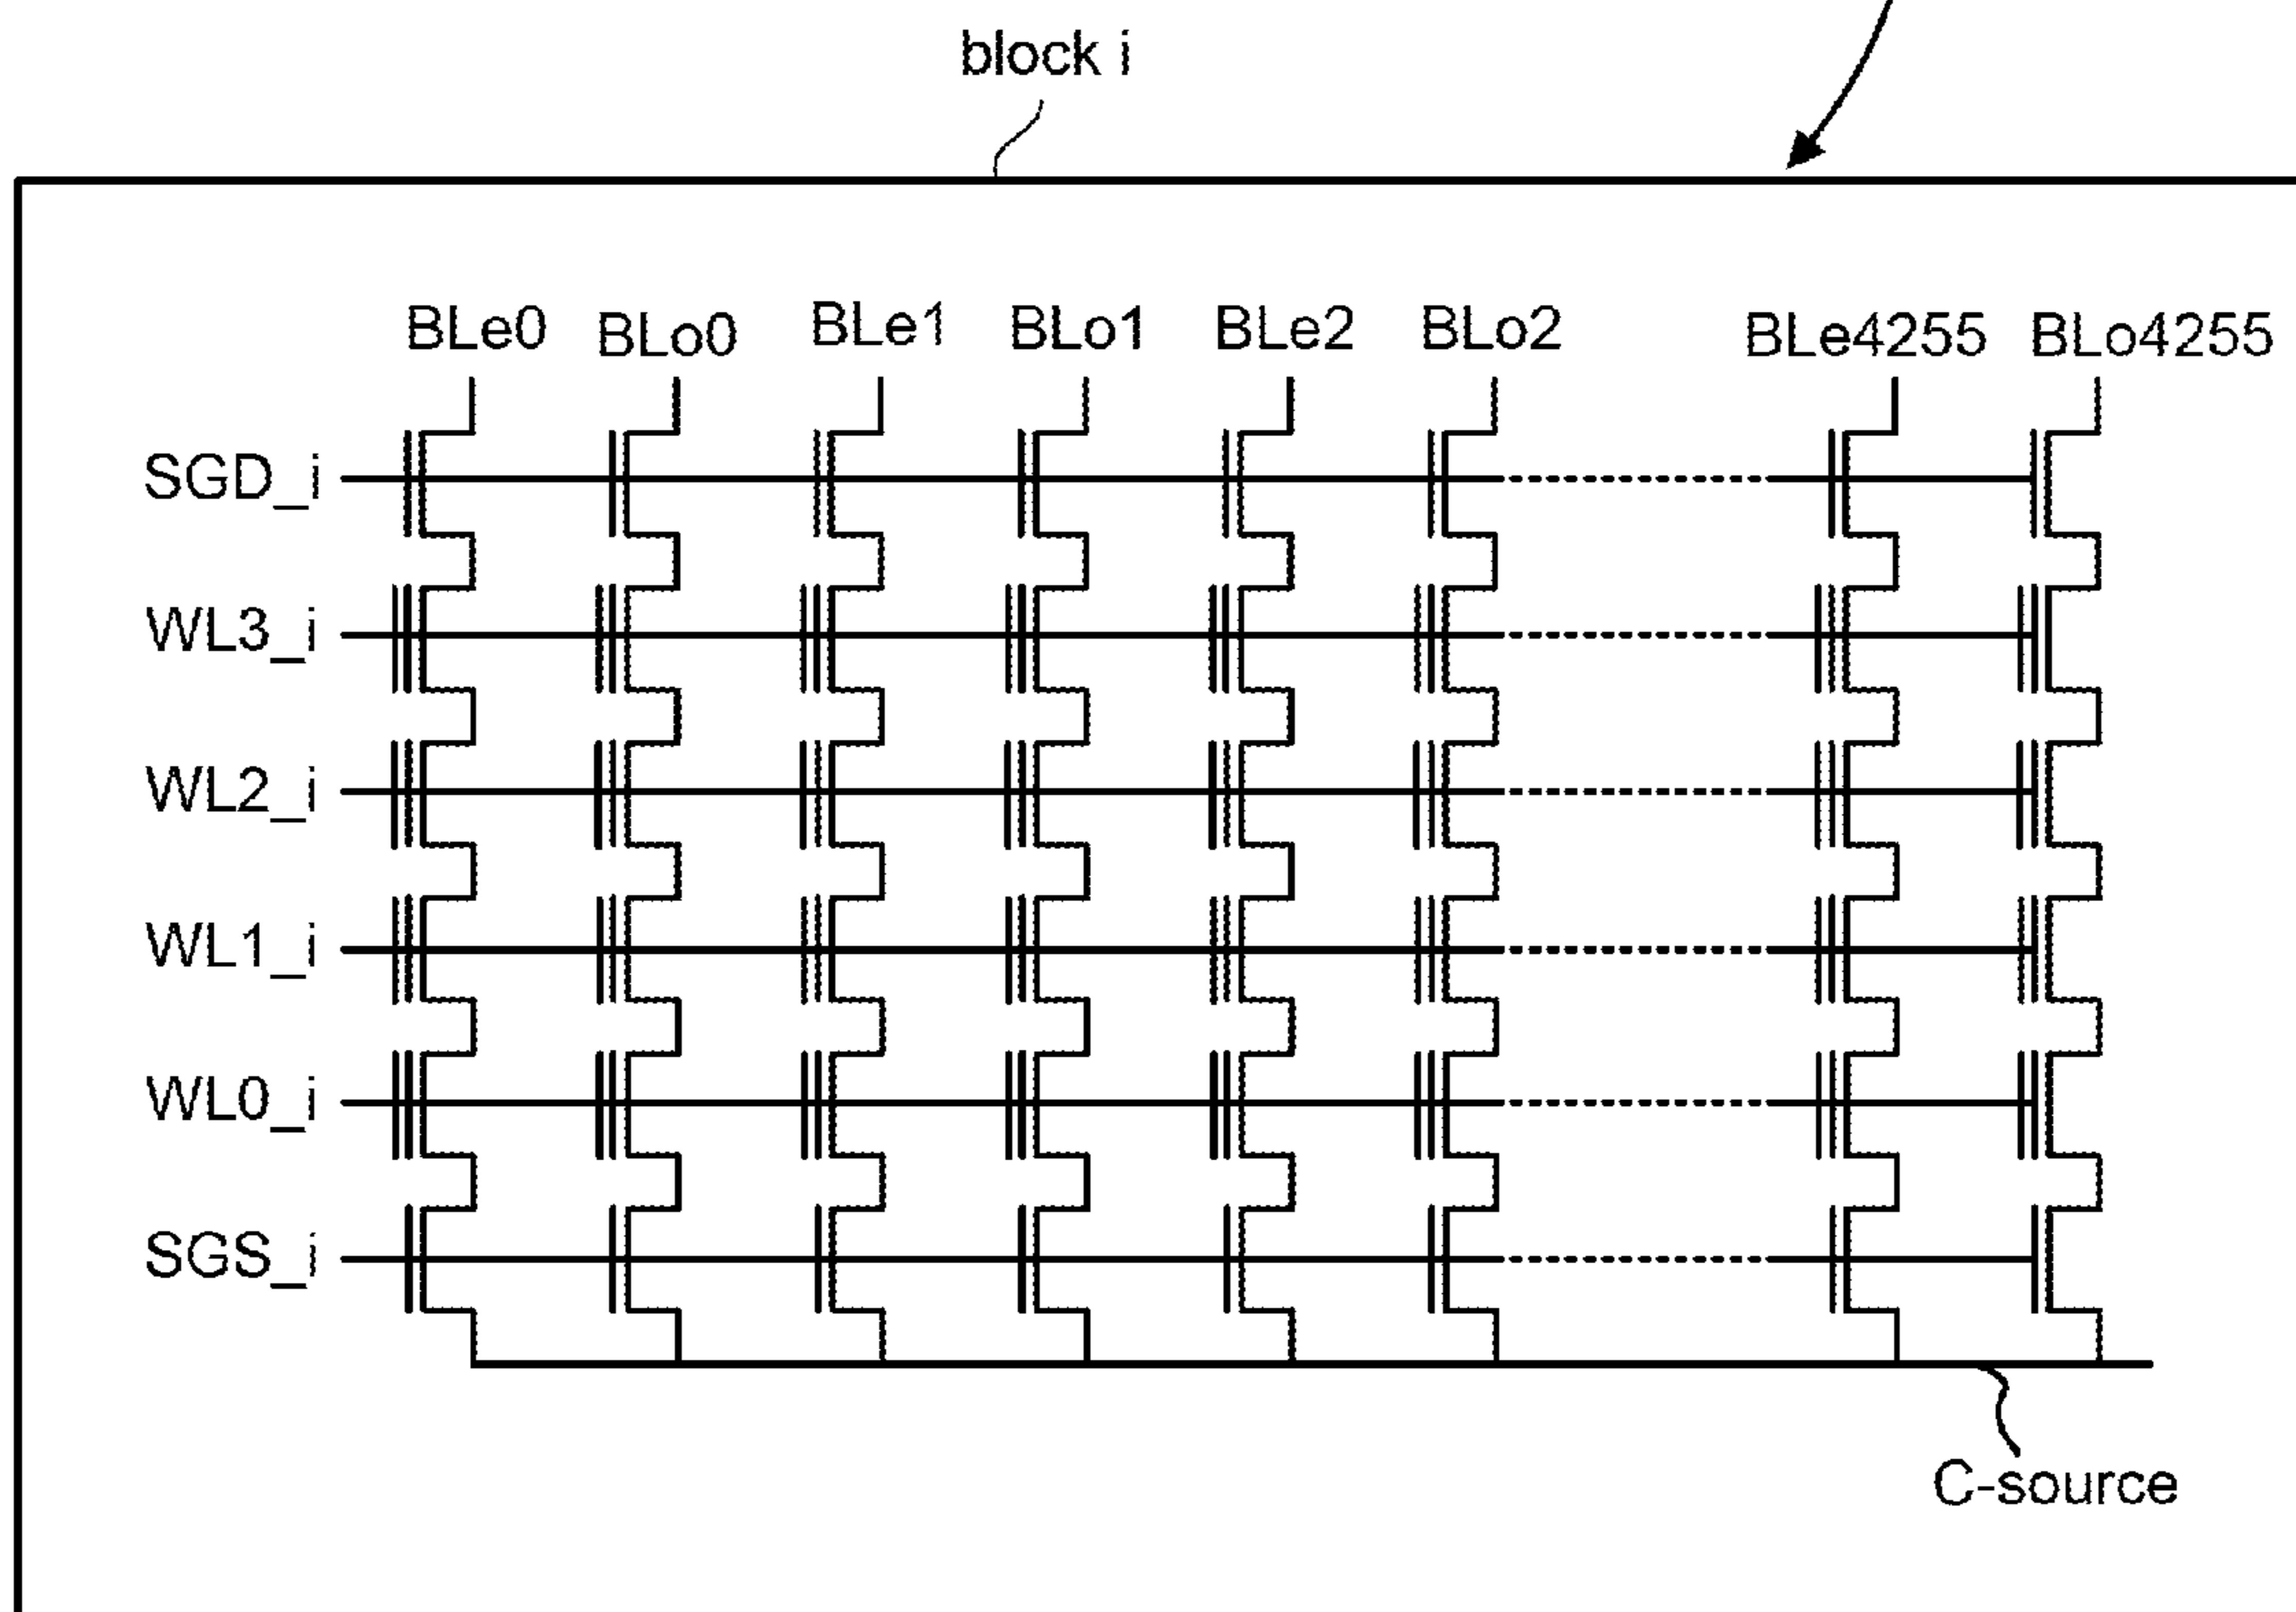 block i
BLe0 BLo0 BLe1 BLo1 BLe2 BLo2 BLe4255 BLo4255
SGD_i
WL3_i
WL2_i
WL1_i
WL0_i
SGS_i
C-source